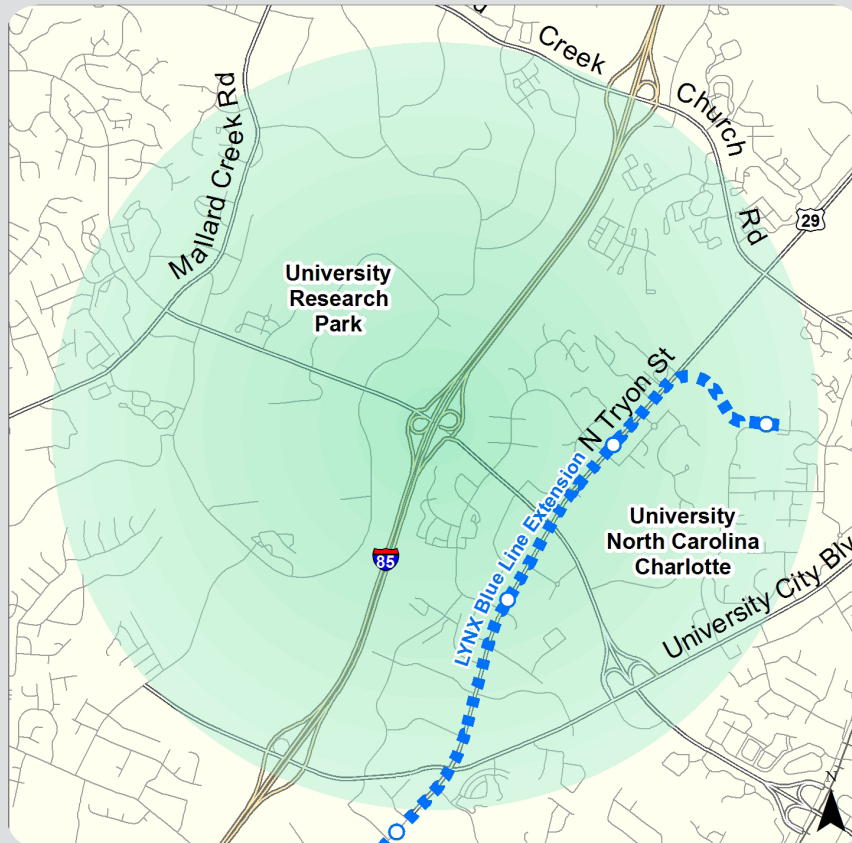 Creek
Church
Rd
Mallard Creek Rd
29
University
Research
Park
N Tryon St
LYNX Blue Line Extension
University
North Carolina
Charlotte
85
University City Blv
N